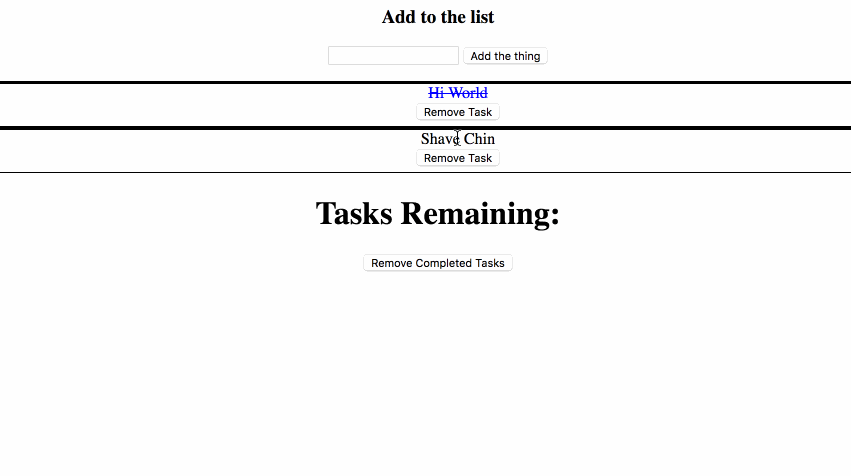 Add to the list
Add the thing
Hi World
Remove Task
Shave Chin
Remove Task
Tasks Remaining:
Remove Completed Tasks